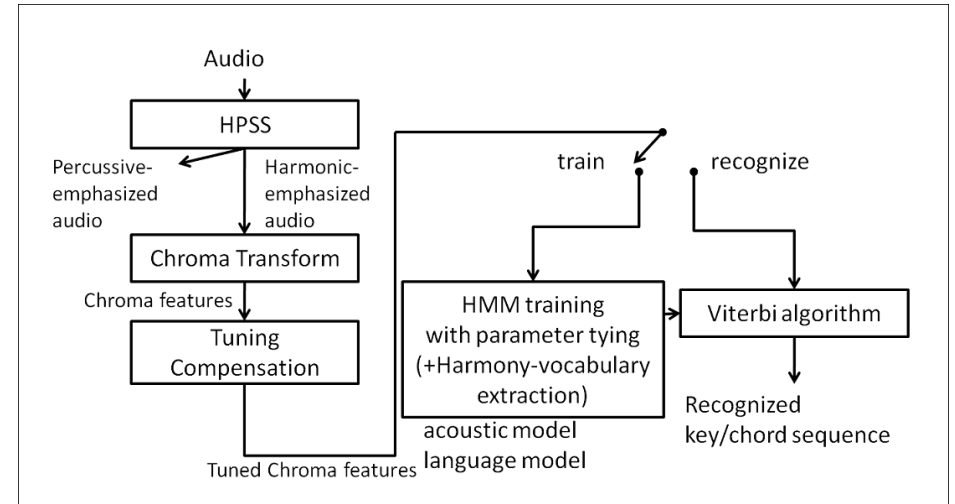 Audio
HPSS
Percussive-
emphasized
audio
Harmonic-
emphasized
audio
Chroma Transform
Chroma features
Tuning
Compensation
Tuned Chroma features
train
recognize
HMM training
with parameter tying
(+Harmony-vocabulary
extraction)
acoustic model
language model
Viterbi algorithm
Recognized
key/chord sequence